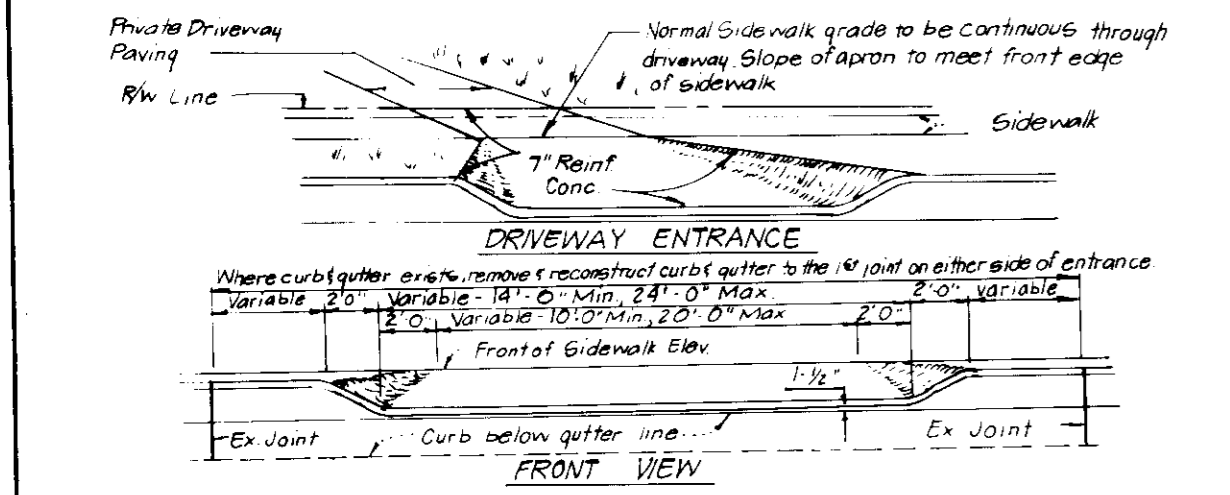 Private Driveway
Paving
R/W Line
Normal Sidewalk grade to be continuous through
driveway. Slope of apron to meet front edge
of sidewalk
Sidewalk
7" Reinf.
Conc.
DRIVEWAY ENTRANCE
Where curb & gutter exists, remove & reconstruct curb & gutter to the 1st joint on either side of entrance.
Variable 2'0" Variable - 14'-0" Min., 24'-0" Max. 2'-0" variable
2'-0" Variable - 10'-0" Min., 20'-0" Max 2'0"
Front of Sidewalk Elev.
1-1/2"
Ex. Joint Curb below gutter line Ex Joint
FRONT VIEW